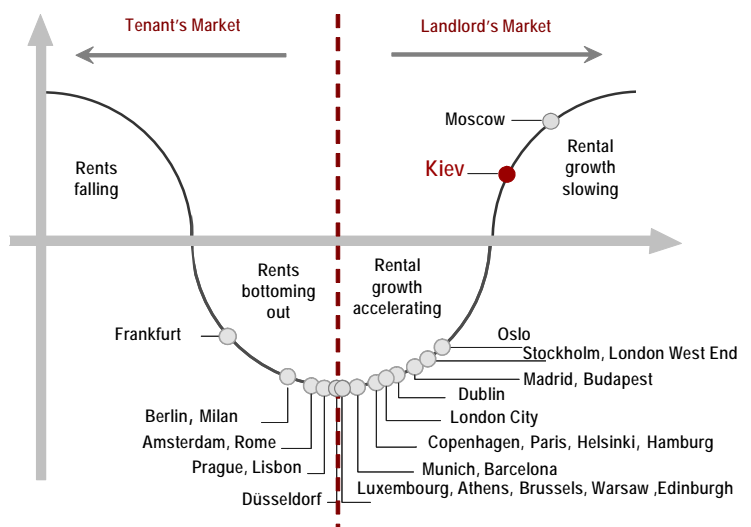 Tenant's Market
Landlord's Market
Moscow
Rental
growth
slowing
Kiev
Rents
falling
Rents
bottoming
out
Rental
growth
accelerating
Frankfurt
Oslo
Stockholm, London West End
Madrid, Budapest
Dublin
Berlin, Milan
London City
Amsterdam, Rome
Copenhagen, Paris, Helsinki, Hamburg
Prague, Lisbon
Munich, Barcelona
Düsseldorf
Luxembourg, Athens, Brussels, Warsaw ,Edinburgh